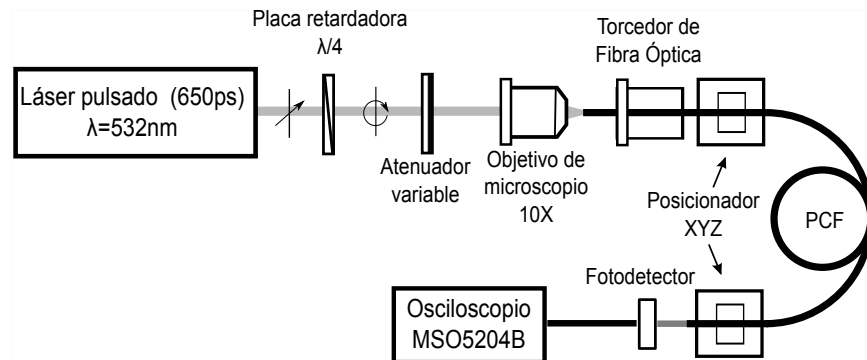 Placa retardadora
λ/4
Láser pulsado (650ps)
λ=532nm
Atenuador
variable
Objetivo de
microscopio
10X
Torcedor de
Fibra Óptica
Posicionador
XYZ
PCF
Fotodetector
Osciloscopio
MSO5204B